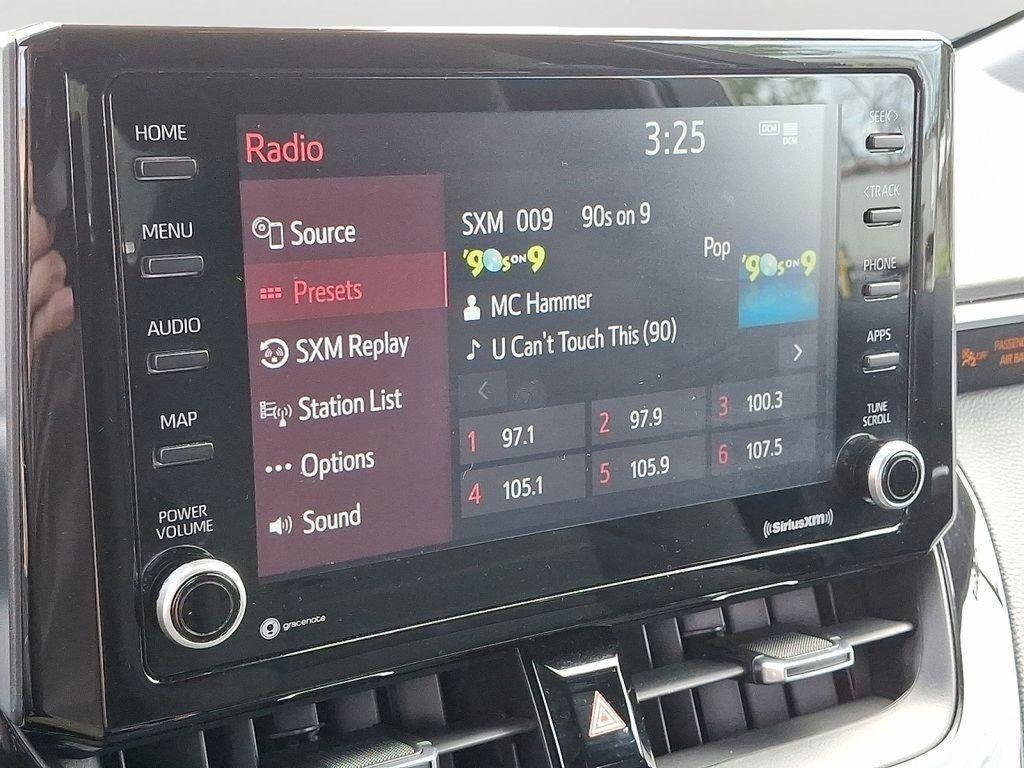 HOME
MENU
AUDIO
MAP
POWER
VOLUME
gracenote
Radio
3:25
DCM
DCM
Source
Presets
SXM Replay
Station List
Options
Sound
SXM 009 90s on 9
'90s ON 9
Pop
'90s ON 9
MC Hammer
U Can't Touch This (90)
<
>
1 97.1
2 97.9
3 100.3
4 105.1
5 105.9
6 107.5
SEEK>
<TRACK
PHONE
APPS
TUNE
SCROLL
((SiriusXM))
OFF